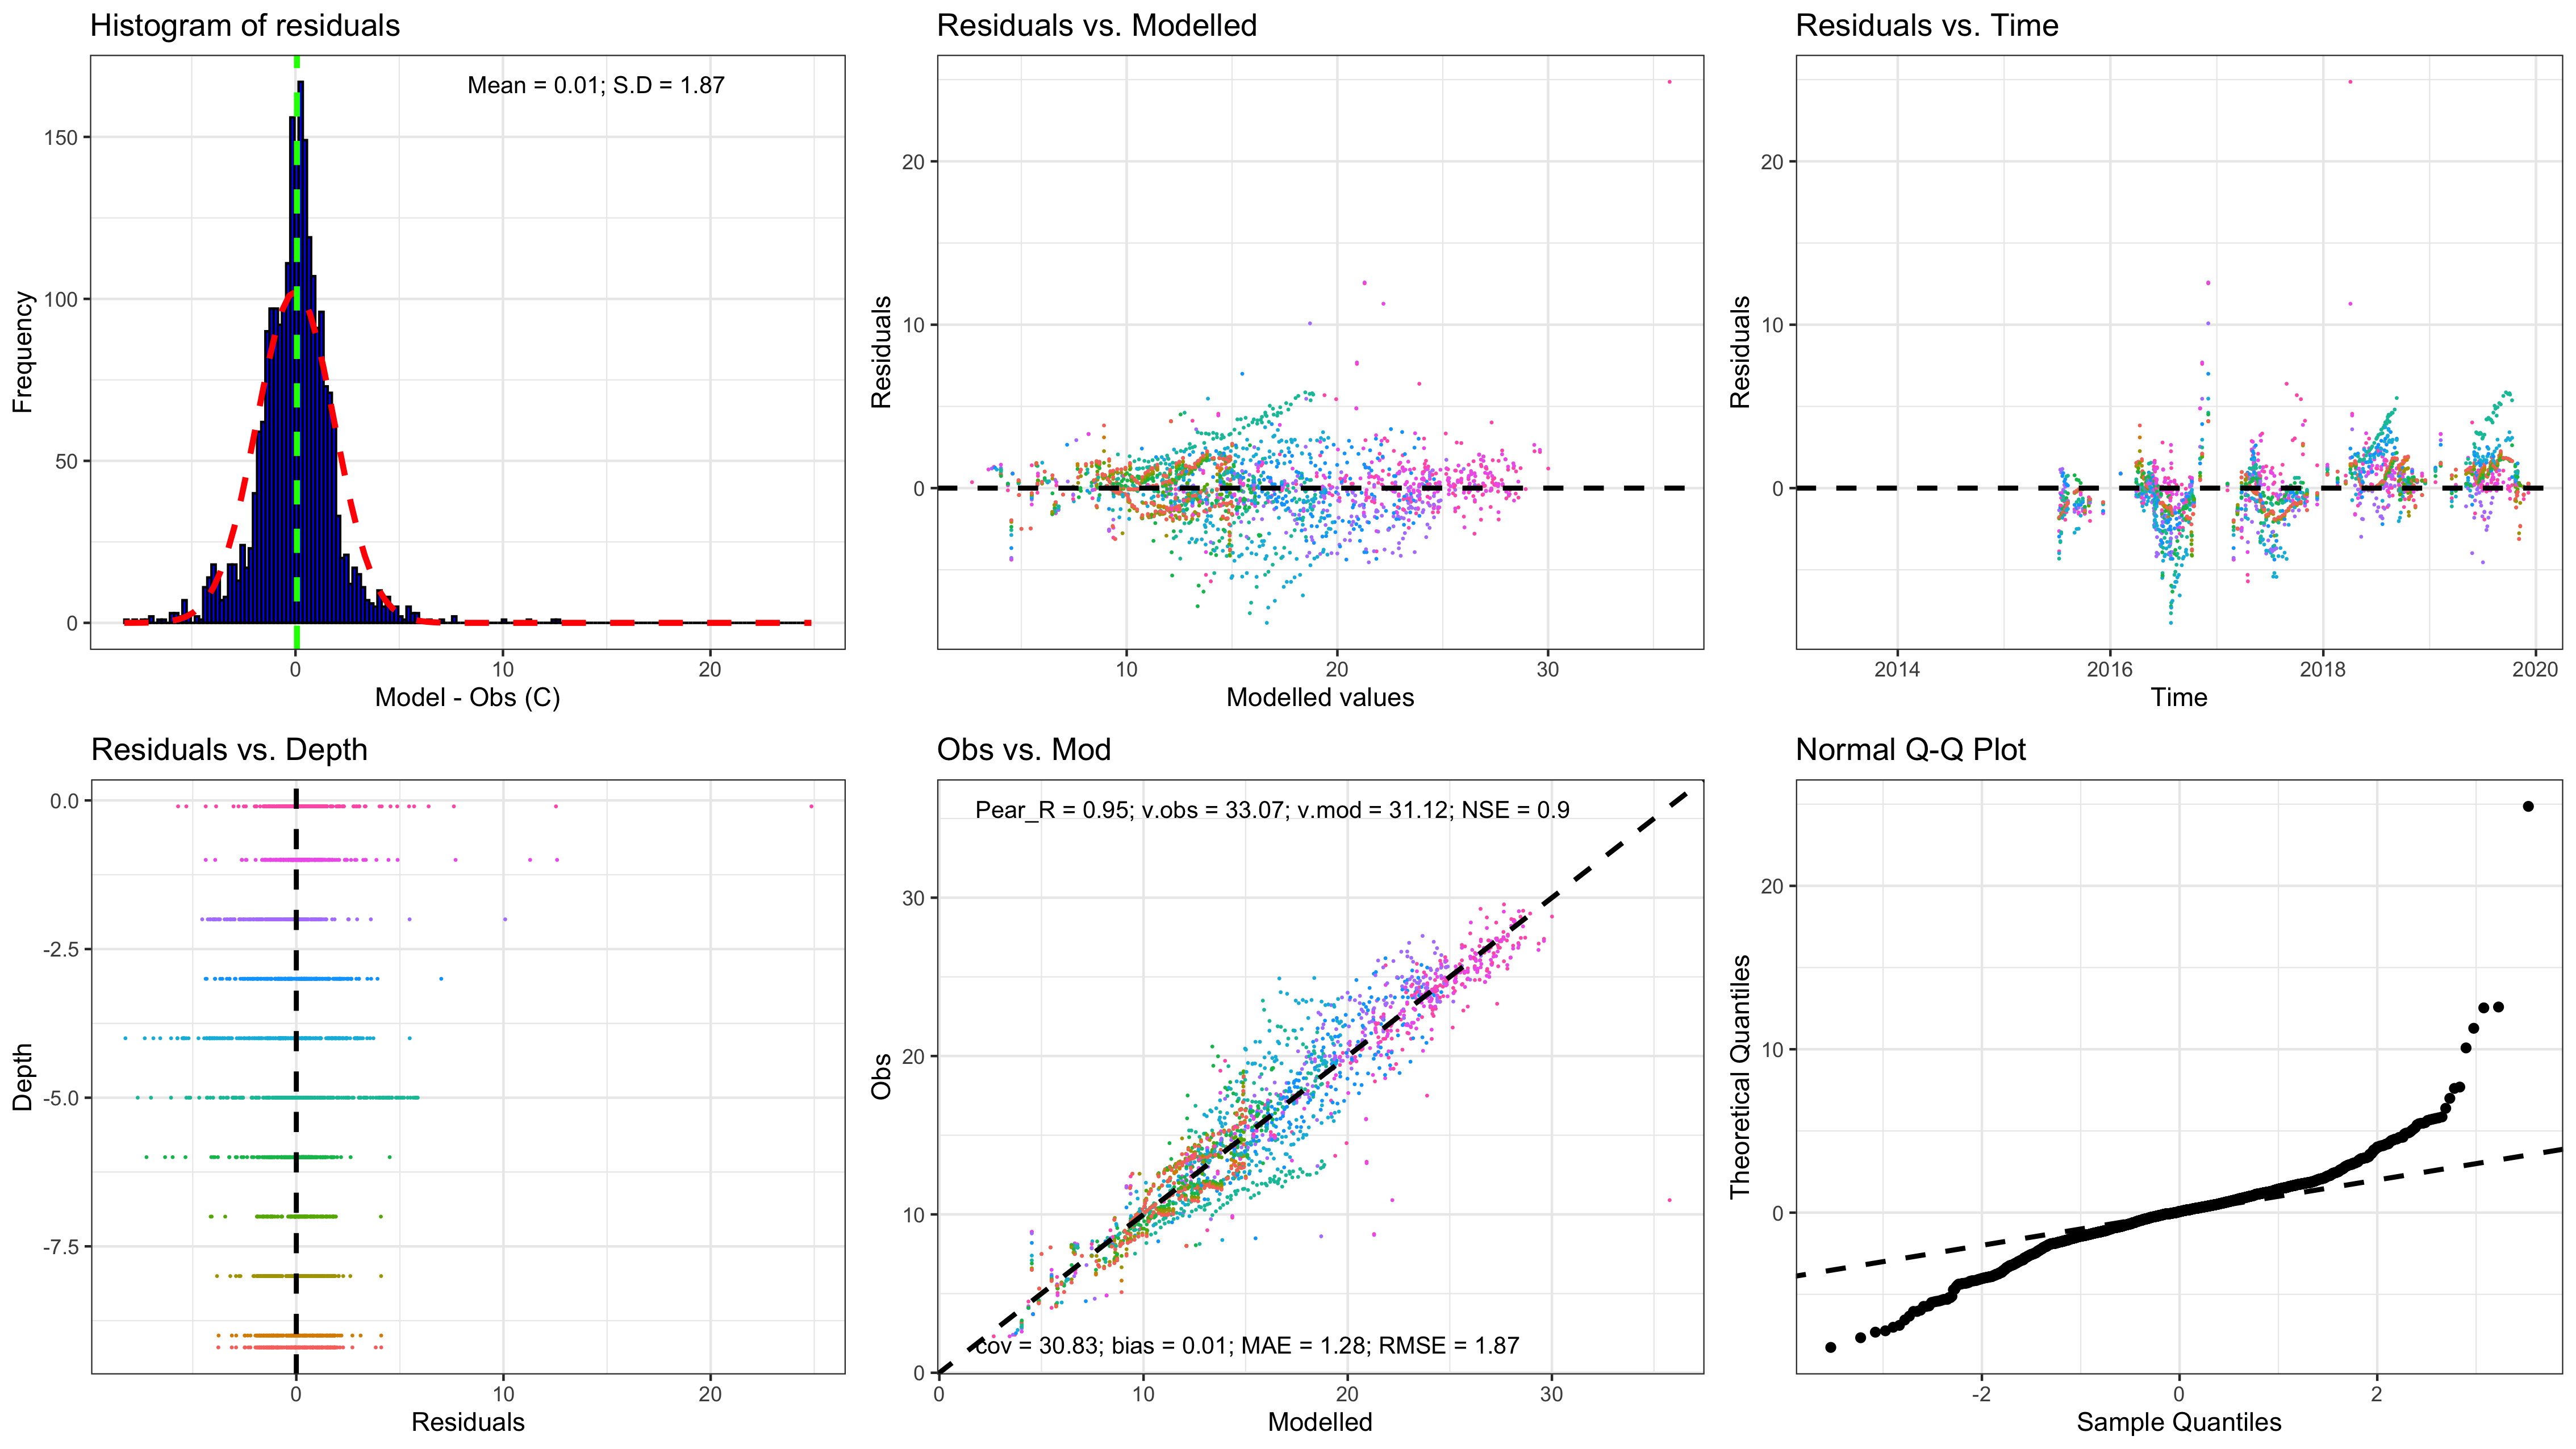 Histogram of residuals
Mean = 0.01; S.D = 1.87
150
100
50
0
Frequency
0
10
20
Model - Obs (C)
Residuals vs. Modelled
20
10
0
Residuals
10
20
30
Modelled values
Residuals vs. Time
20
10
0
Residuals
2014
2016
2018
2020
Time
Residuals vs. Depth
0.0
-2.5
-5.0
-7.5
Depth
0
10
20
Residuals
Obs vs. Mod
Pear_R = 0.95; v.obs = 33.07; v.mod = 31.12; NSE = 0.9
30
20
10
0
Obs
cov = 30.83; bias = 0.01; MAE = 1.28; RMSE = 1.87
0
10
20
30
Modelled
Normal Q-Q Plot
20
10
0
Theoretical Quantiles
-2
0
2
Sample Quantiles